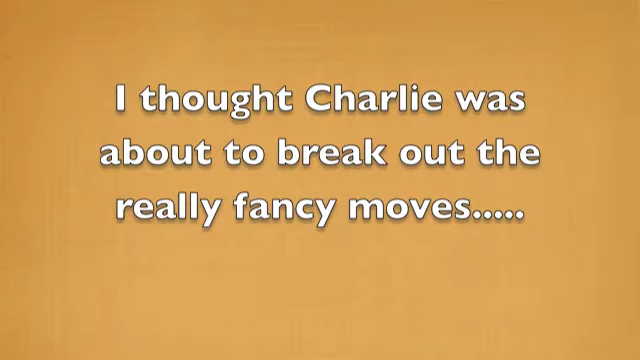 I thought Charlie was
about to break out the
really fancy moves.....